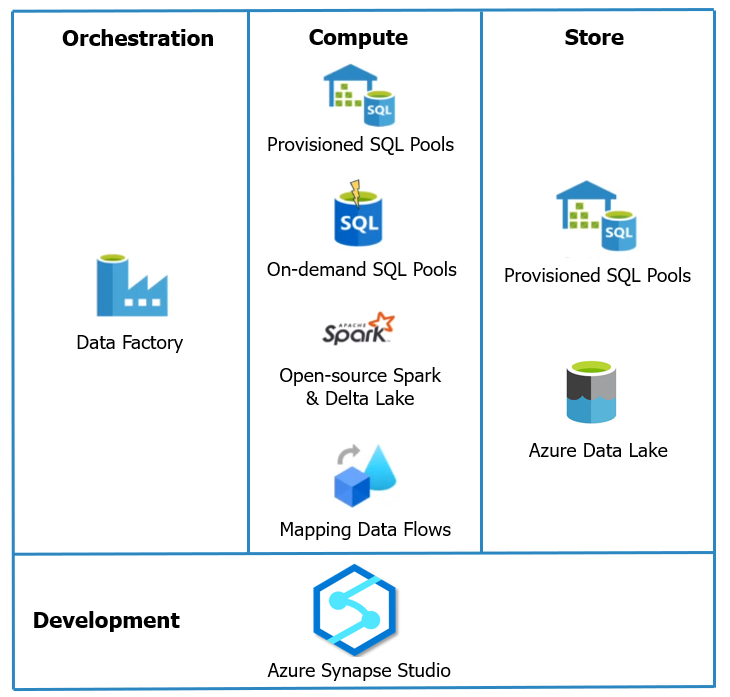 Orchestration
Data Factory
Compute
SQL
Provisioned SQL Pools
SQL
On-demand SQL Pools
APACHE
Spark
Open-source Spark
& Delta Lake
Mapping Data Flows
Store
SQL
Provisioned SQL Pools
Azure Data Lake
Development
Azure Synapse Studio